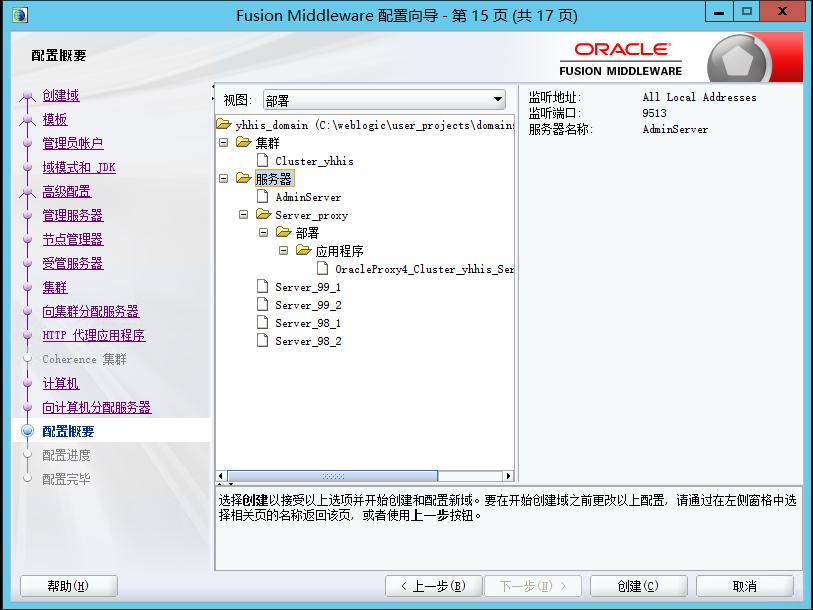 Fusion Middleware 配置向导 - 第 15 页 (共 17 页)
配置概要
ORACLE
FUSION MIDDLEWARE
创建域
模板
管理员帐户
域模式和 JDK
高级配置
管理服务器
节点管理器
受管服务器
集群
向集群分配服务器
HTTP 代理应用程序
Coherence 集群
计算机
向计算机分配服务器
配置概要
配置进度
配置完毕
视图: 部署
yhhis_domain (C:\weblogic\user_projects\domains
集群
Cluster_yhhis
服务器
AdminServer
Server_proxy
部署
应用程序
OracleProxy4_Cluster_yhhis_Ser
Server_99_1
Server_99_2
Server_98_1
Server_98_2
监听地址: All Local Addresses
监听端口: 9513
服务器名称: AdminServer
选择创建以接受以上选项并开始创建和配置新域。要在开始创建域之前更改以上配置, 请通过在左侧窗格中选
择相关页的名称返回该页, 或者使用上一步按钮。
帮助(H) < 上一步(B) 下一步(N) > 创建(C) 取消